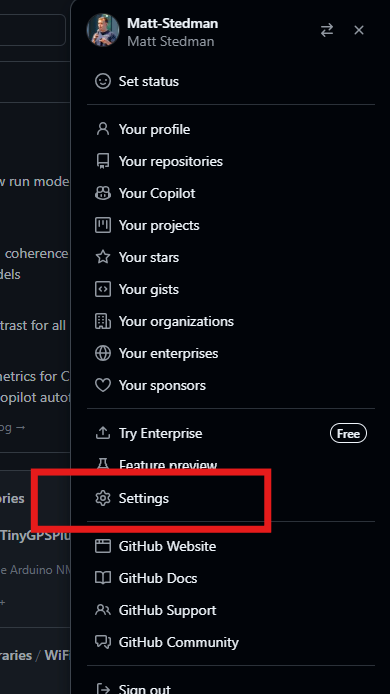 Matt-Stedman
Matt Stedman
Set status
w run mode
Your profile
Your repositories
Your Copilot
Your projects
coherence
Your stars
dels
Your gists
trast for all
Your organizations
Your enterprises
netrics for C
Your sponsors
opilot auto
og →
Try Enterprise
Free
Feature preview
ories
Settings
TinyGPSPlu
GitHub Website
e Arduino NM
GitHub Docs
+
GitHub Support
GitHub Community
raries / WiFi
Sign out